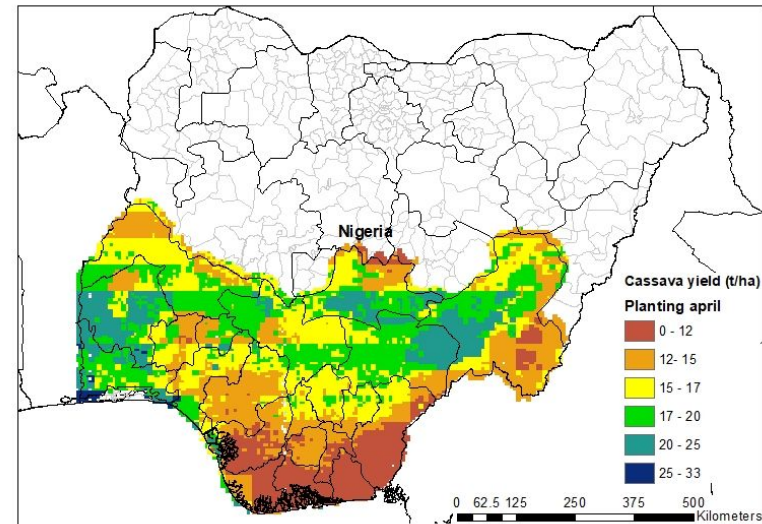 Nigeria
Cassava yield (t/ha)
Planting april
0 - 12
12- 15
15 - 17
17 - 20
20 - 25
25 - 33
0 62.5 125 250 375 500
Kilometers